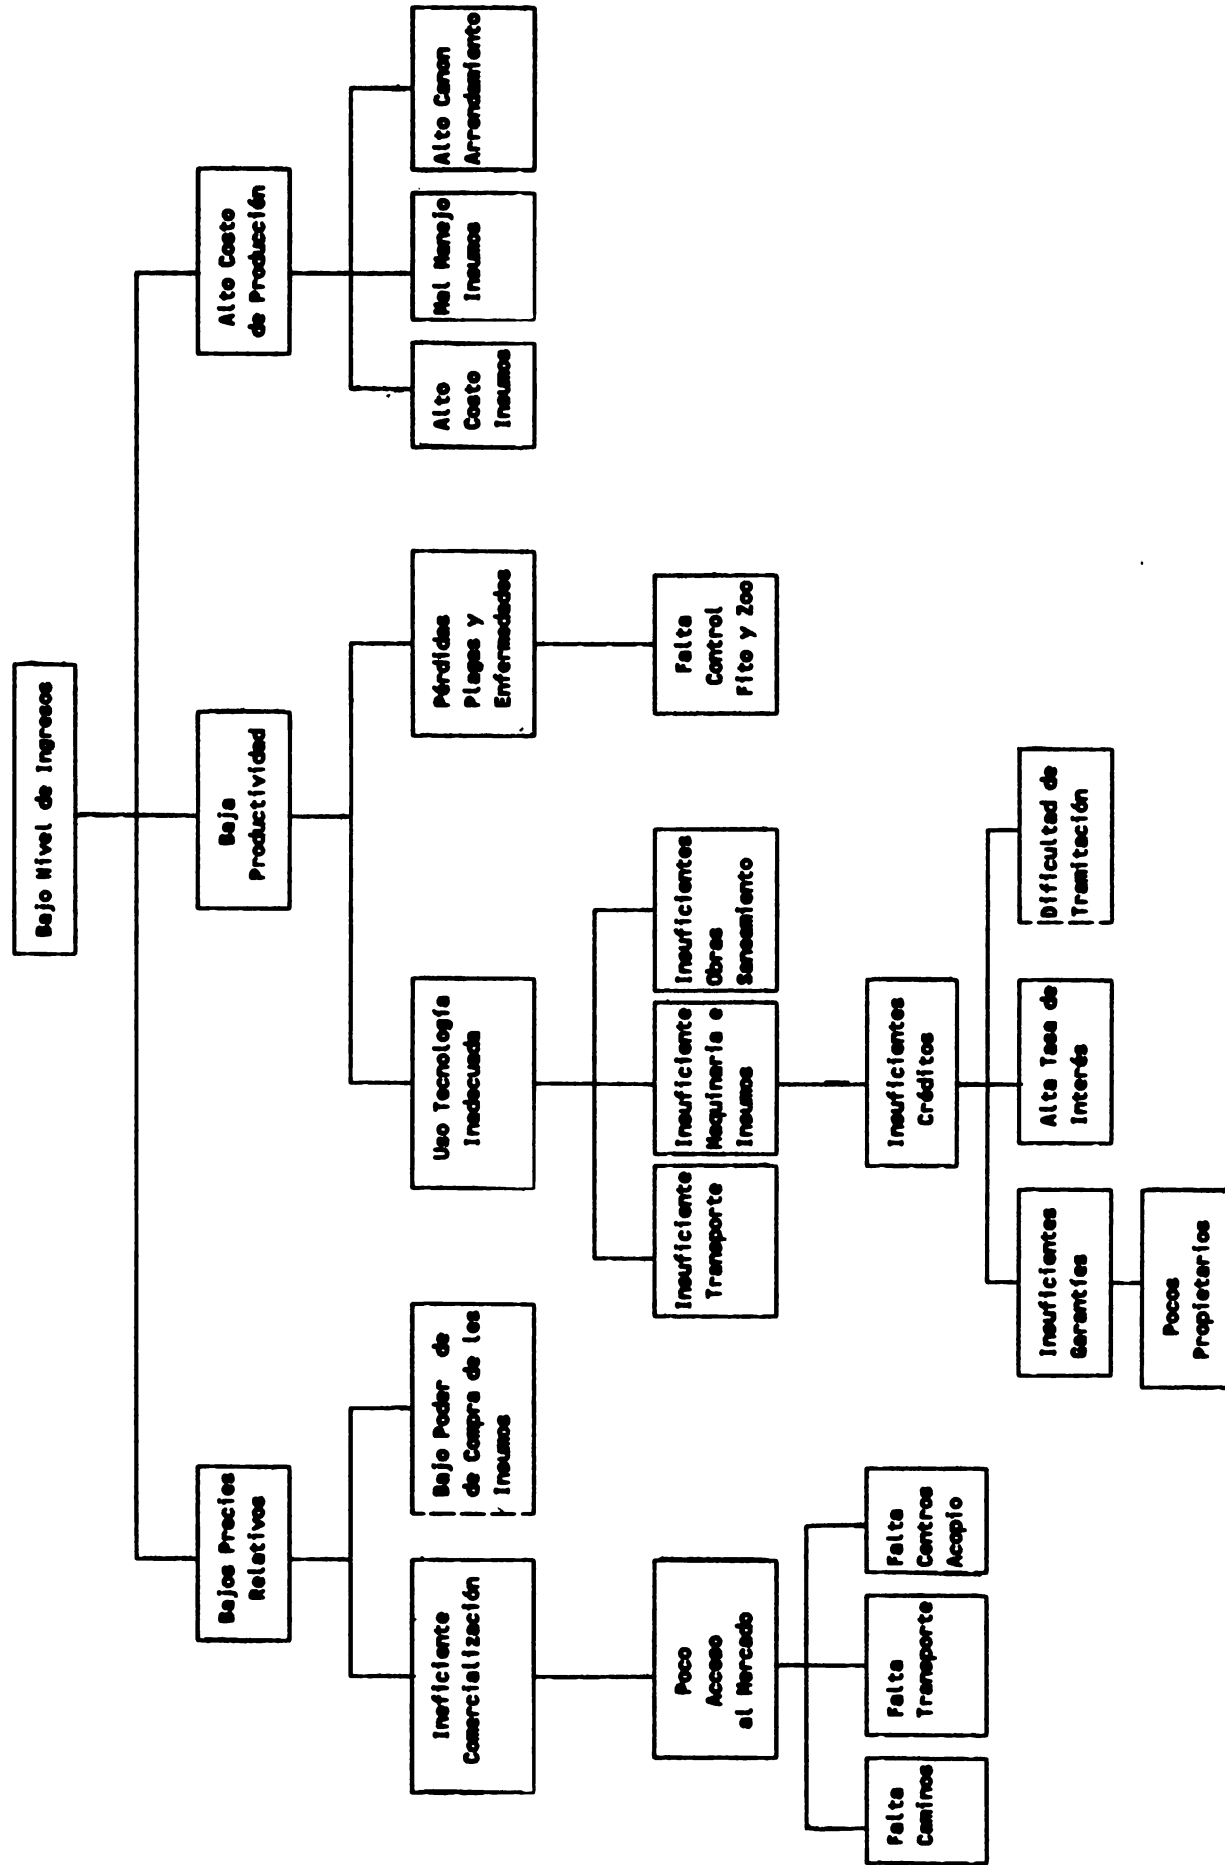 Bajo Nivel de Ingresos
Bajos Precios
Relativos
Baja
Productividad
Alto Costo
de Producción
Ineficiente
Comercialización
Bajo Poder de
de Compra de los
Insumos
Uso Tecnología
Inadecuada
Pérdidas
Plagas y
Enfermedades
Alto
Costo
Insumos
Mal Manejo
Insumos
Alto Canon
Arrendamiento
Poco
Acceso
al Mercado
Insuficiente
Transporte
Insuficiente
Maquinaria e
Insumos
Insuficientes
Obras
Saneamiento
Falta
Control
Fito y Zoo
Falta
Caminos
Falta
Transporte
Falta
Centros
Acopio
Insuficientes
Créditos
Insuficientes
Garantías
Alta Tasa de
Interés
Dificultad de
Tramitación
Pocos
Propietarios